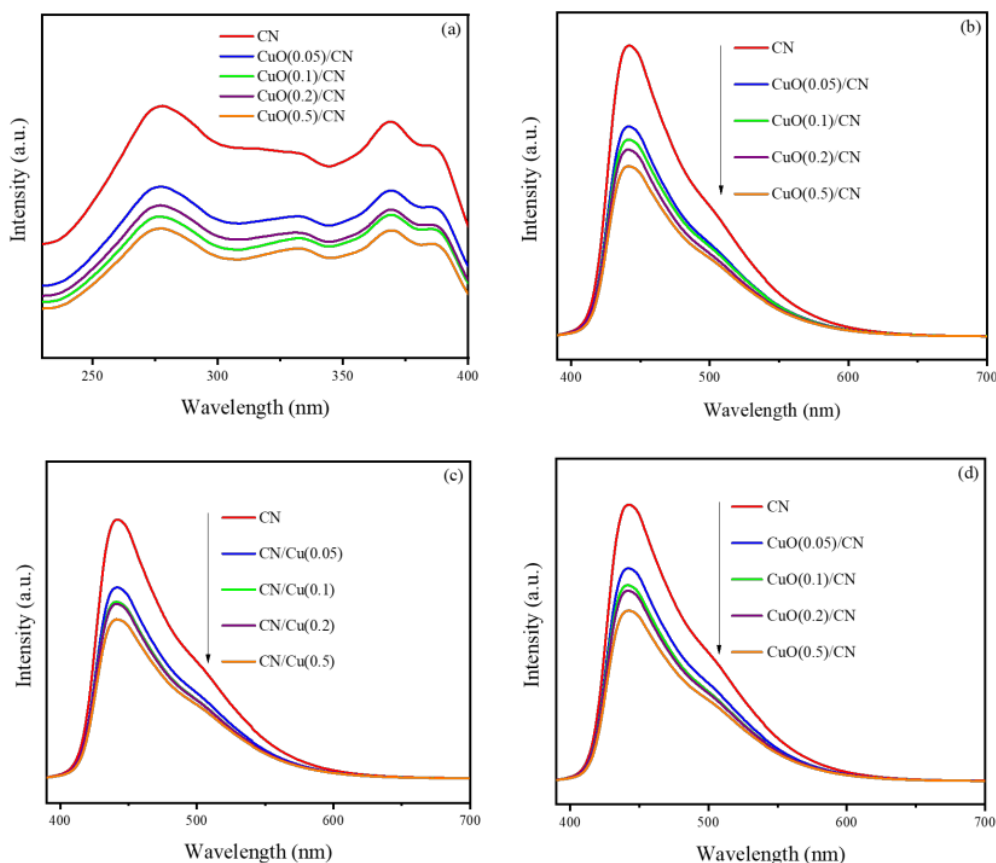 (a)
CN
CuO(0.05)/CN
CuO(0.1)/CN
CuO(0.2)/CN
CuO(0.5)/CN
Intensity (a.u.)
250 300 350 400
Wavelength (nm)
(b)
CN
CuO(0.05)/CN
CuO(0.1)/CN
CuO(0.2)/CN
CuO(0.5)/CN
Intensity (a.u.)
400 500 600 700
Wavelength (nm)
(c)
CN
CN/Cu(0.05)
CN/Cu(0.1)
CN/Cu(0.2)
CN/Cu(0.5)
Intensity (a.u.)
400 500 600 700
Wavelength (nm)
(d)
CN
CuO(0.05)/CN
CuO(0.1)/CN
CuO(0.2)/CN
CuO(0.5)/CN
Intensity (a.u.)
400 500 600 700
Wavelength (nm)